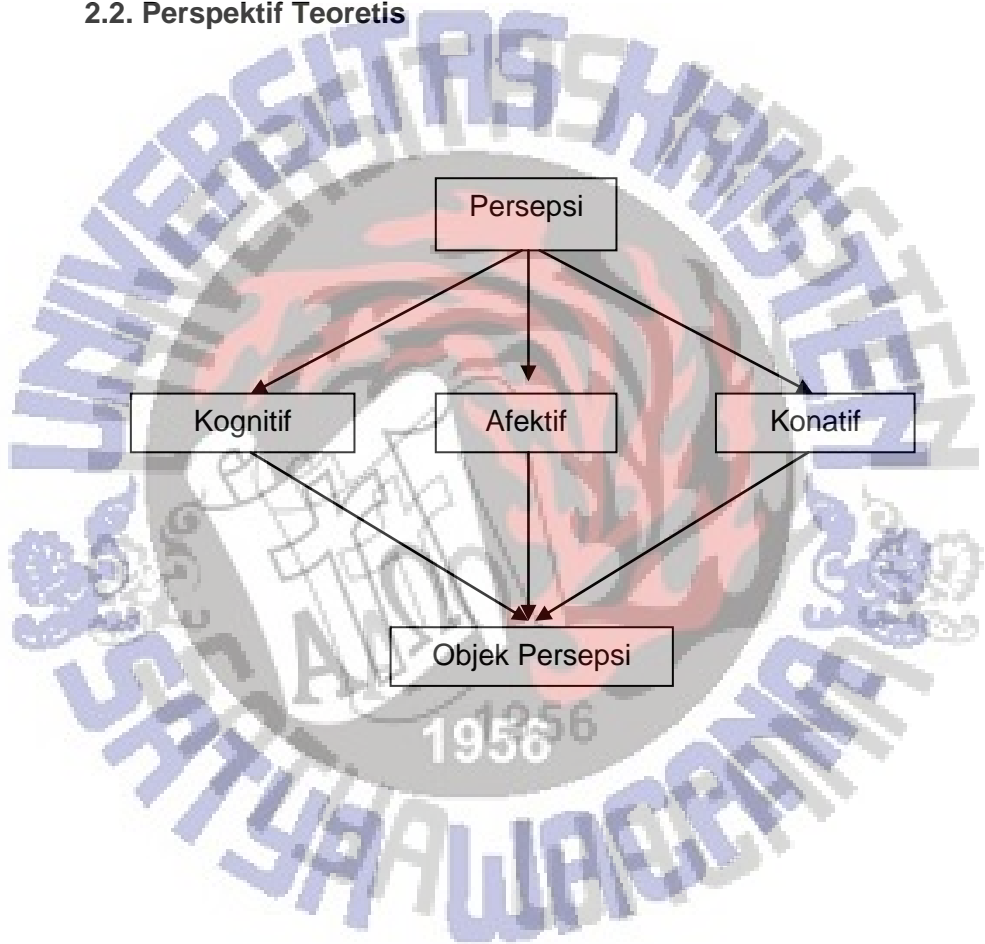 2.2. Perspektif Teoretis
UNIVERSITAS KRISTEN
Persepsi
Kognitif Afektif Konatif
Objek Persepsi
1956
SATYA WACANA